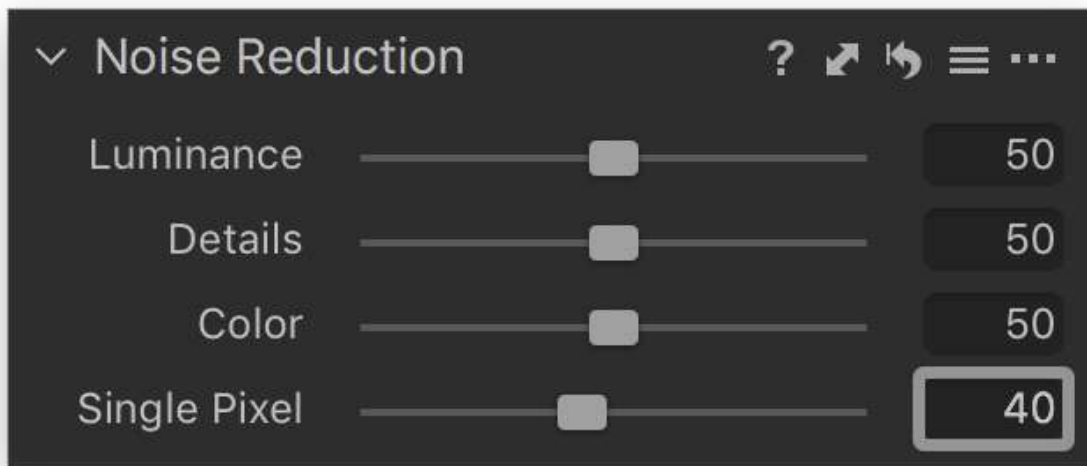 Noise Reduction ? ...
Luminance 50
Details 50
Color 50
Single Pixel 40